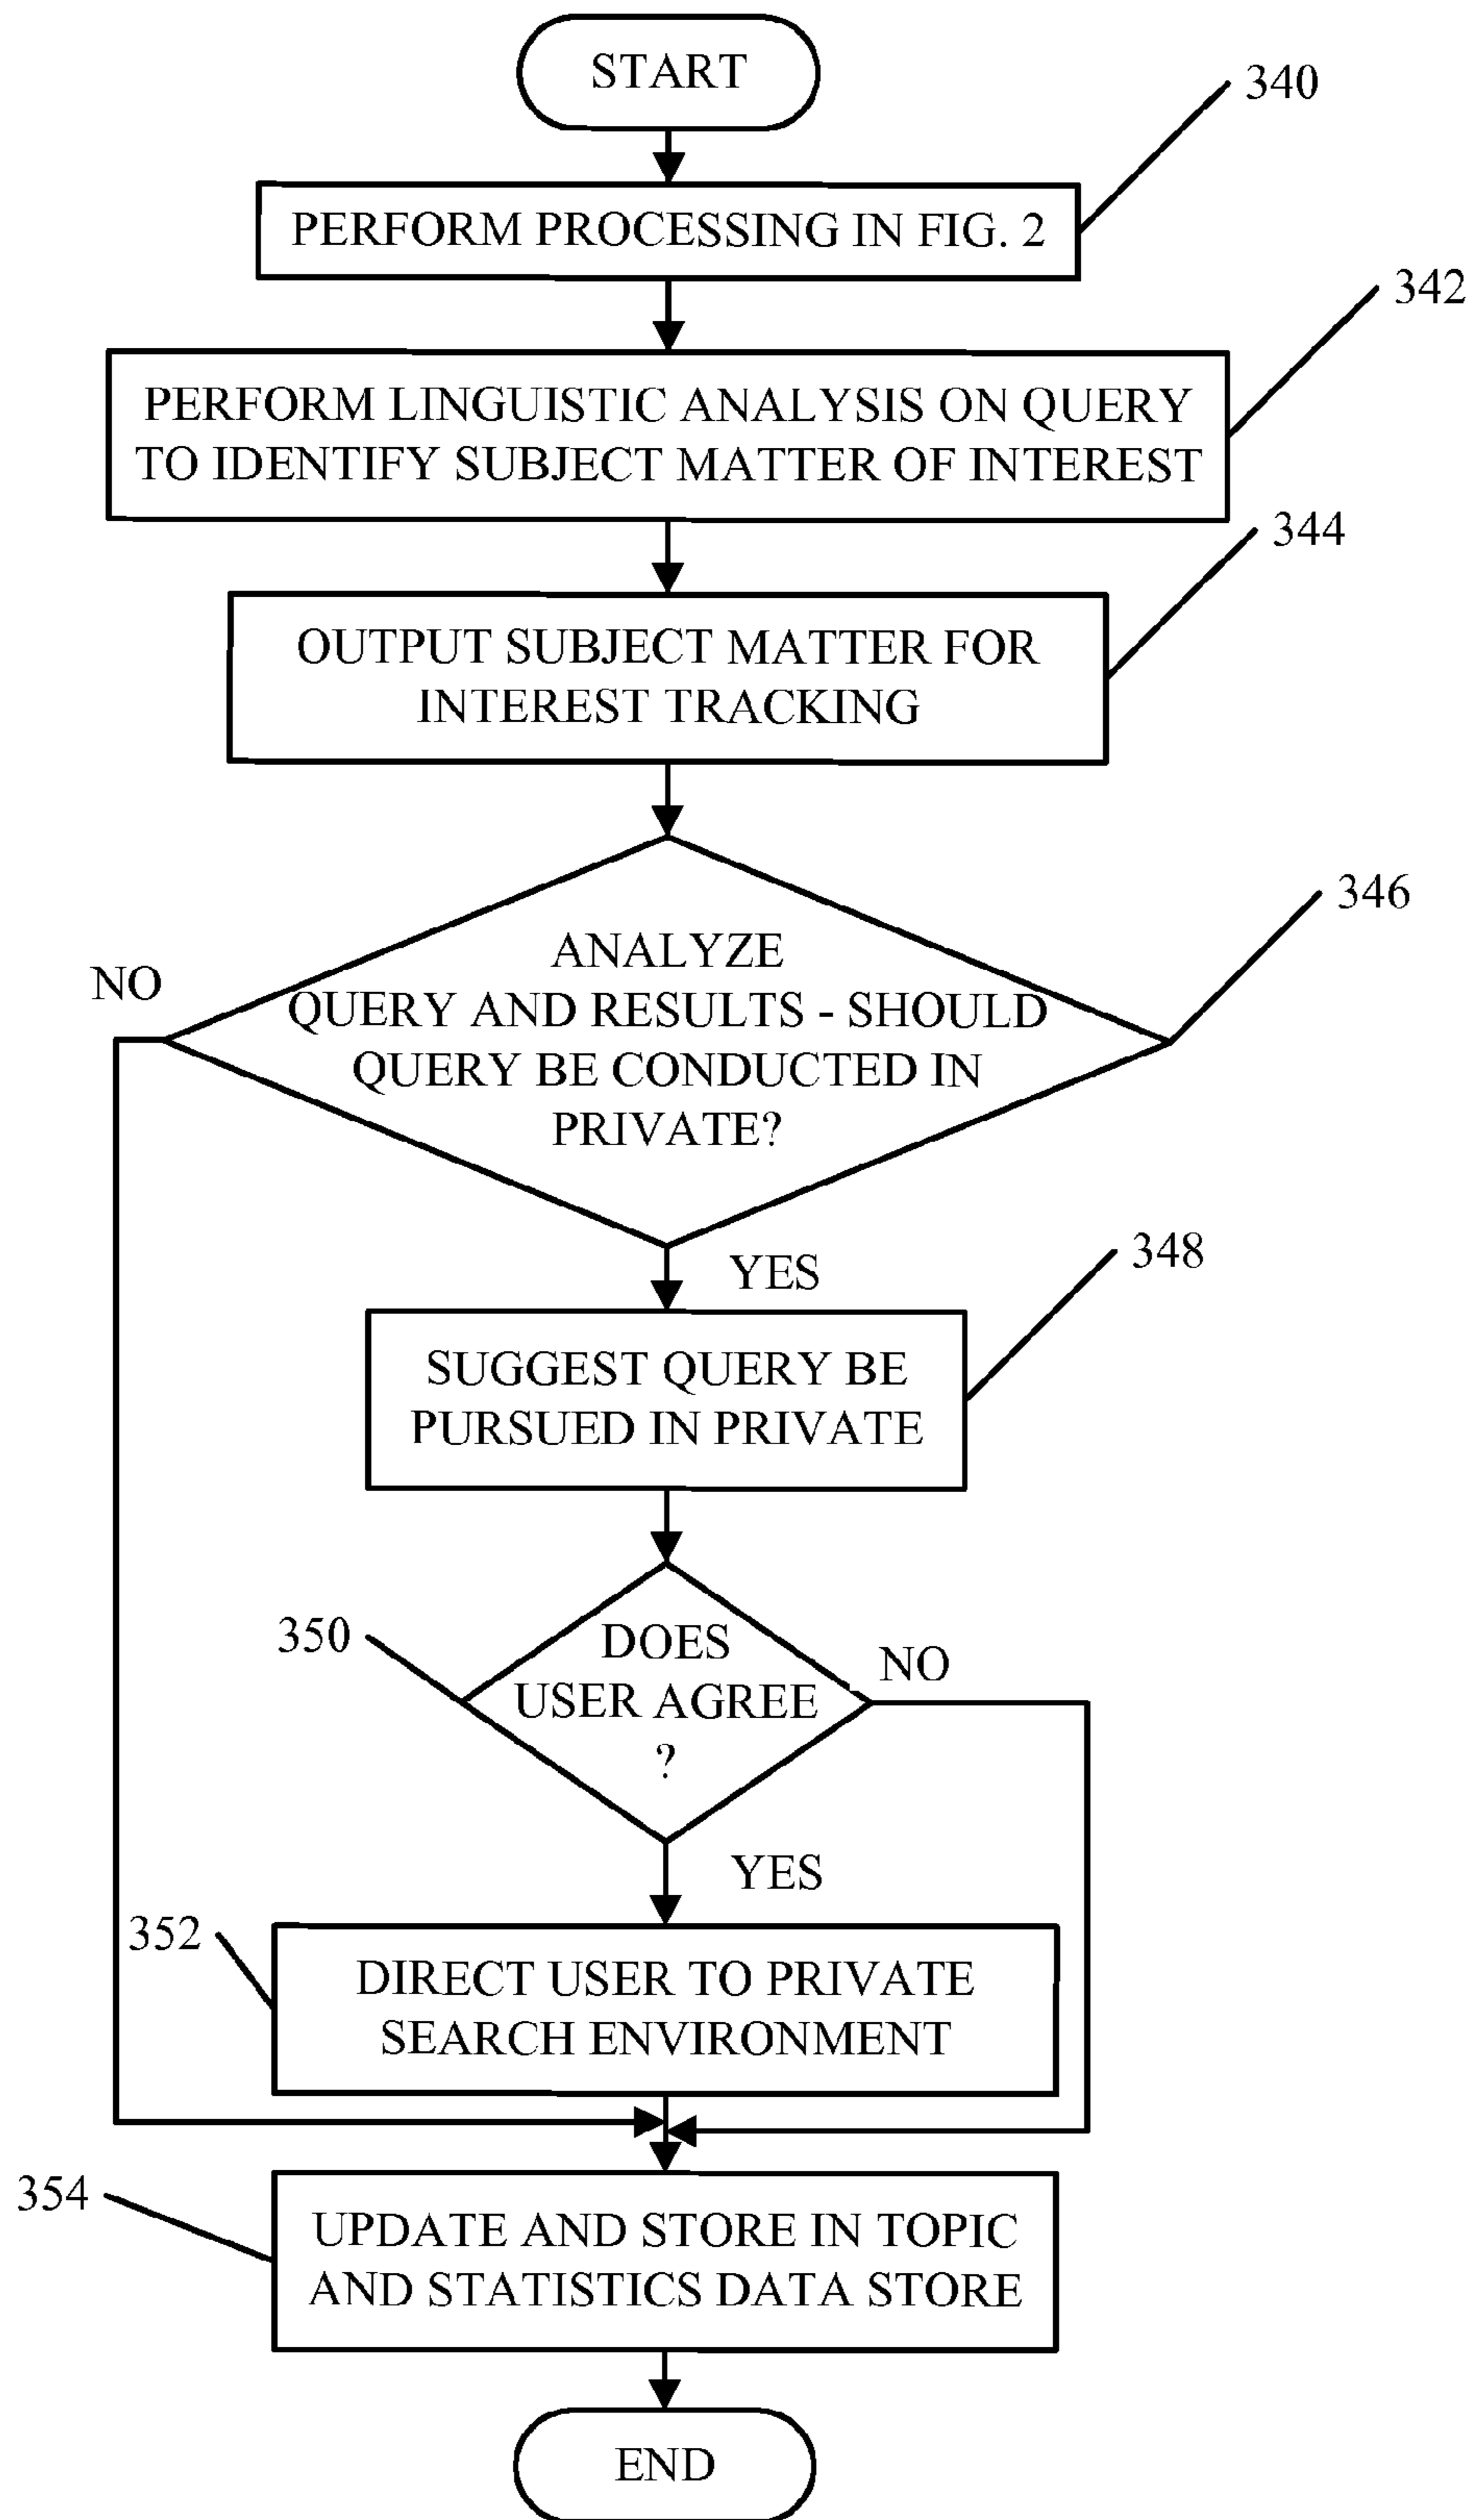 START
340
PERFORM PROCESSING IN FIG. 2
342
PERFORM LINGUISTIC ANALYSIS ON QUERY
TO IDENTIFY SUBJECT MATTER OF INTEREST
344
OUTPUT SUBJECT MATTER FOR
INTEREST TRACKING
346
NO
ANALYZE
QUERY AND RESULTS - SHOULD
QUERY BE CONDUCTED IN
PRIVATE?
YES
348
SUGGEST QUERY BE
PURSUED IN PRIVATE
350
DOES
USER AGREE
?
NO
YES
352
DIRECT USER TO PRIVATE
SEARCH ENVIRONMENT
354
UPDATE AND STORE IN TOPIC
AND STATISTICS DATA STORE
END